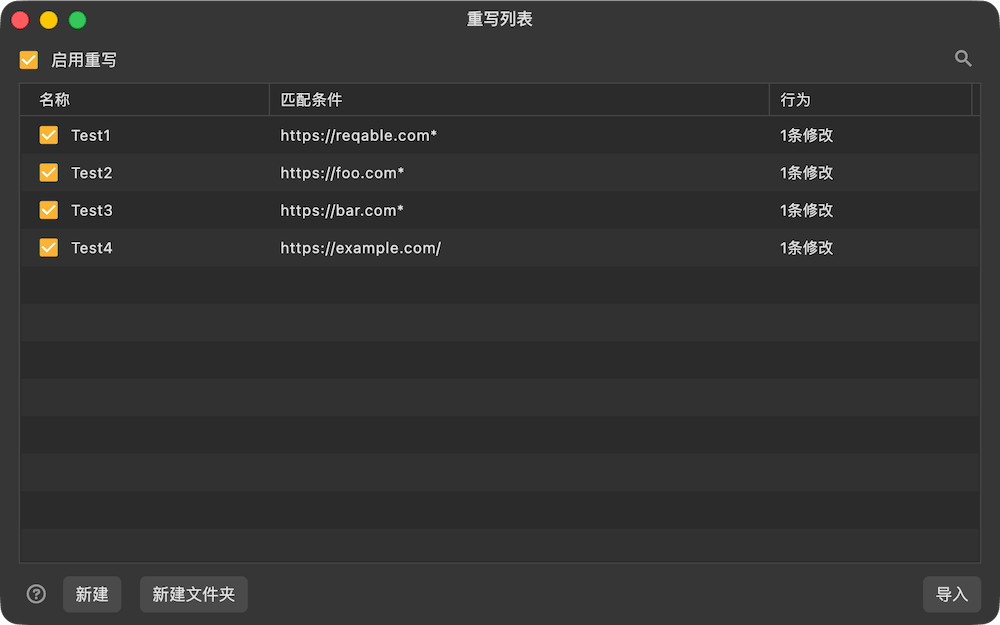 重写列表
启用重写
名称 匹配条件 行为
Test1 https://reqable.com* 1条修改
Test2 https://foo.com* 1条修改
Test3 https://bar.com* 1条修改
Test4 https://example.com/ 1条修改
? 新建 新建文件夹 导入